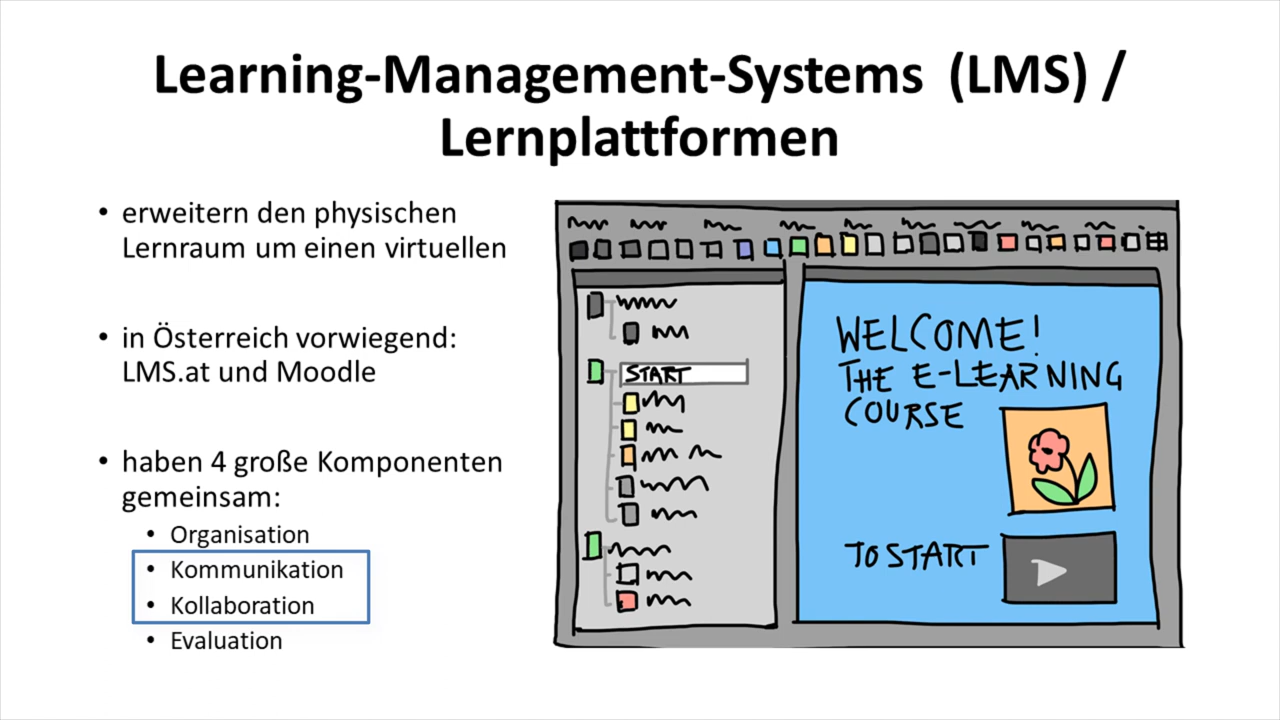 Learning-Management-Systems (LMS) /
Lernplattformen
• erweitern den physischen
Lernraum um einen virtuellen
• in Österreich vorwiegend:
LMS.at und Moodle
• haben 4 große Komponenten
gemeinsam:
• Organisation
• Kommunikation
• Kollaboration
• Evaluation
START
WELCOME!
THE E-LEARNING
COURSE
TO START